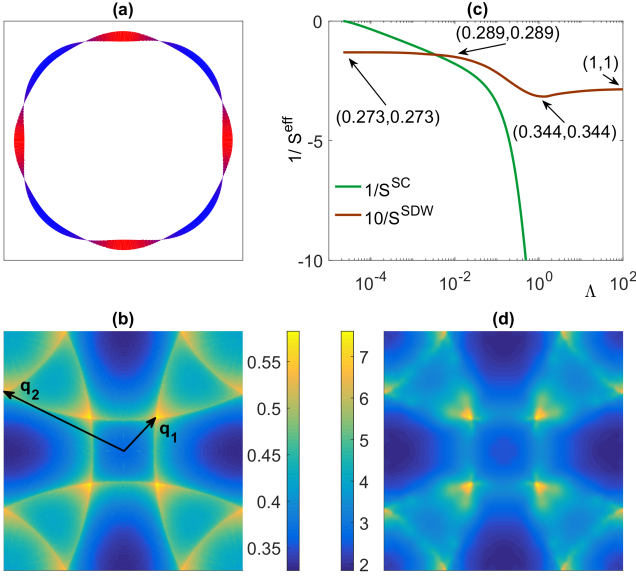 (a)
(c)
0
-5
-10
1/ S^eff
(0.289,0.289)
(1,1)
(0.273,0.273)
(0.344,0.344)
1/S^SC
10/S^SDW
10^-4
10^-2
10^0
10^2
Λ
(b)
q_2
q_1
0.55
0.5
0.45
0.4
0.35
(d)
7
6
5
4
3
2